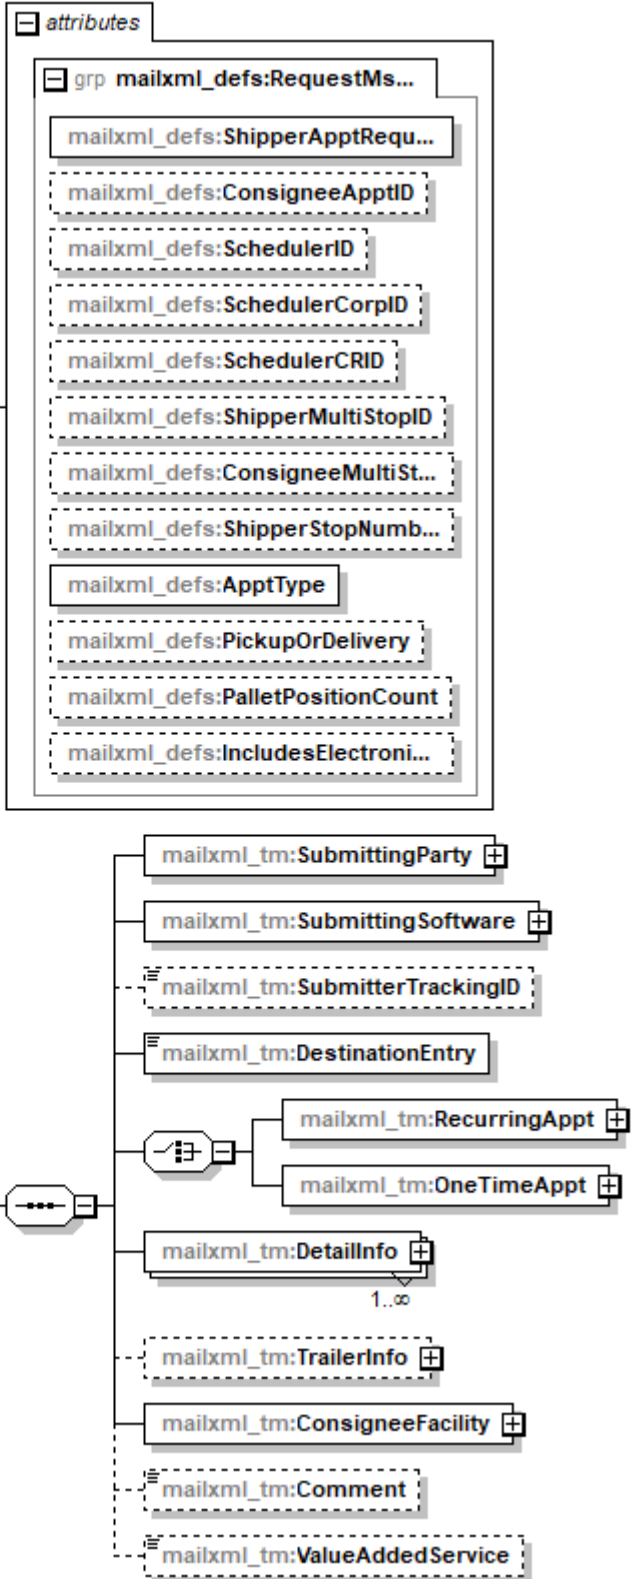 attributes
grp mailxml_defs:RequestMs...
mailxml_defs:ShipperApptRequ...
mailxml_defs:ConsigneeApptID
mailxml_defs:SchedulerID
mailxml_defs:SchedulerCorpID
mailxml_defs:SchedulerCRID
mailxml_defs:ShipperMultiStopID
mailxml_defs:ConsigneeMultiSt...
mailxml_defs:ShipperStopNumb...
mailxml_defs:ApptType
mailxml_defs:PickupOrDelivery
mailxml_defs:PalletPositionCount
mailxml_defs:IncludesElectroni...
mailxml_tm:SubmittingParty
mailxml_tm:SubmittingSoftware
mailxml_tm:SubmitterTrackingID
mailxml_tm:DestinationEntry
mailxml_tm:RecurringAppt
mailxml_tm:OneTimeAppt
mailxml_tm:DetailInfo
1..∞
mailxml_tm:TrailerInfo
mailxml_tm:ConsigneeFacility
mailxml_tm:Comment
mailxml_tm:ValueAddedService